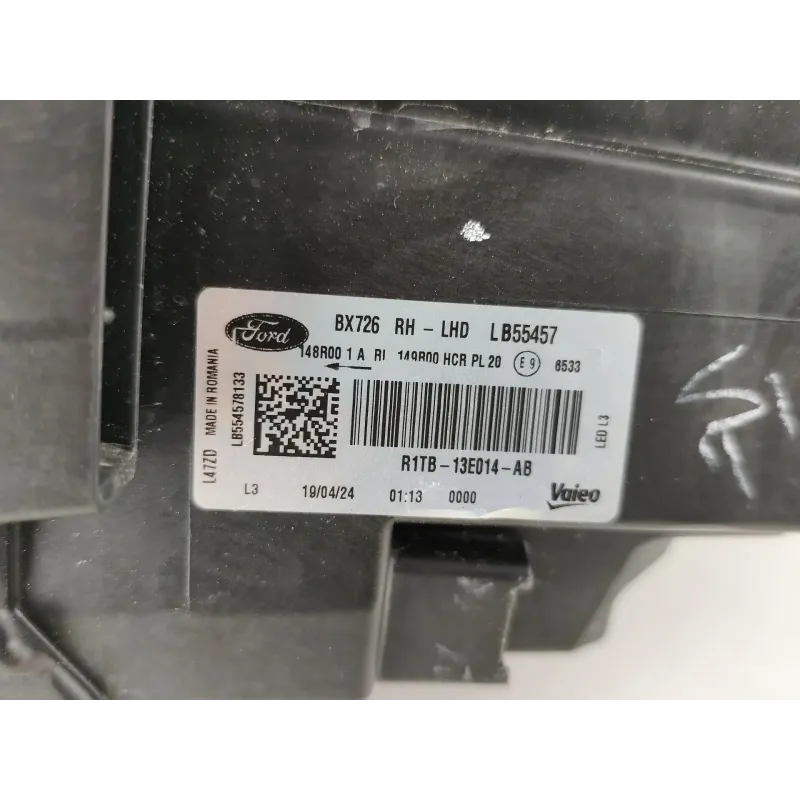 Ford
BX726 RH - LHD LB55457
148R00 1 A RL 149R00 HCR PL 20 E 9 6533
L47ZD MADE IN ROMANIA
LB554578133
LED L3
R1TB-13E014-AB
L3 19/04/24 01:13 0000 Valeo